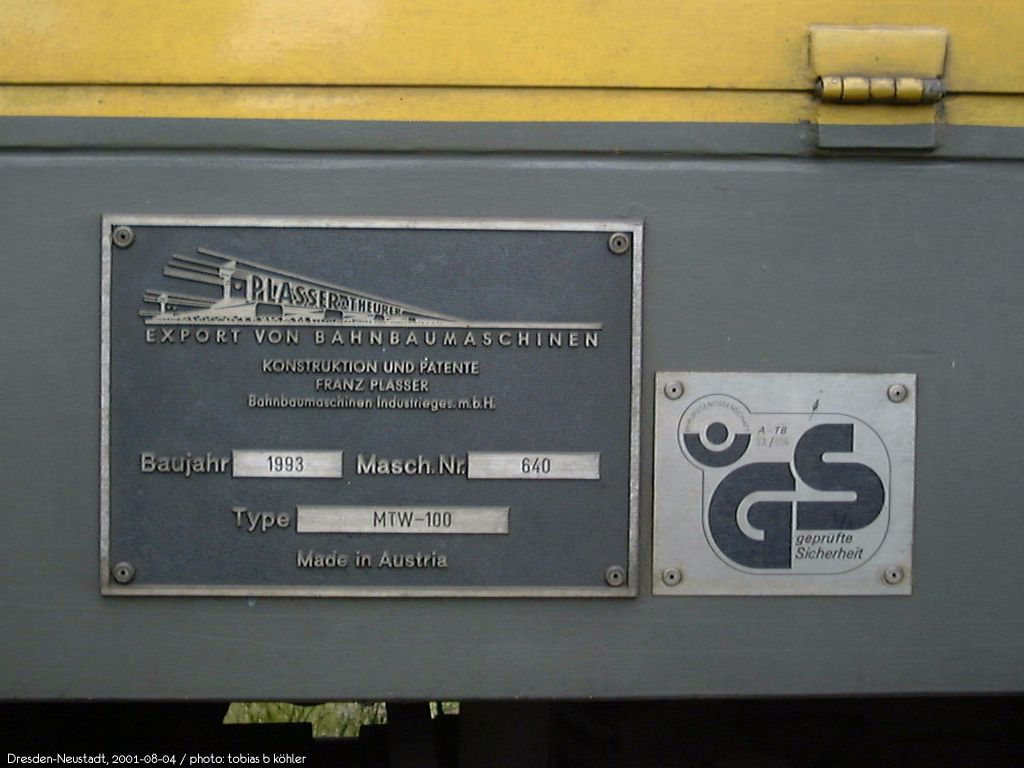 PLASSER & THEURER
EXPORT VON BAHNBAUMASCHINEN
KONSTRUKTION UND PATENTE
FRANZ PLASSER
Bahnbaumaschinen Industrieges.m.b.H.
Baujahr 1993 Masch.Nr. 640
Type MTW-100
Made in Austria
A-TB
GS
geprüfte
Sicherheit
Dresden-Neustadt, 2001-08-04 / photo: tobias b köhler